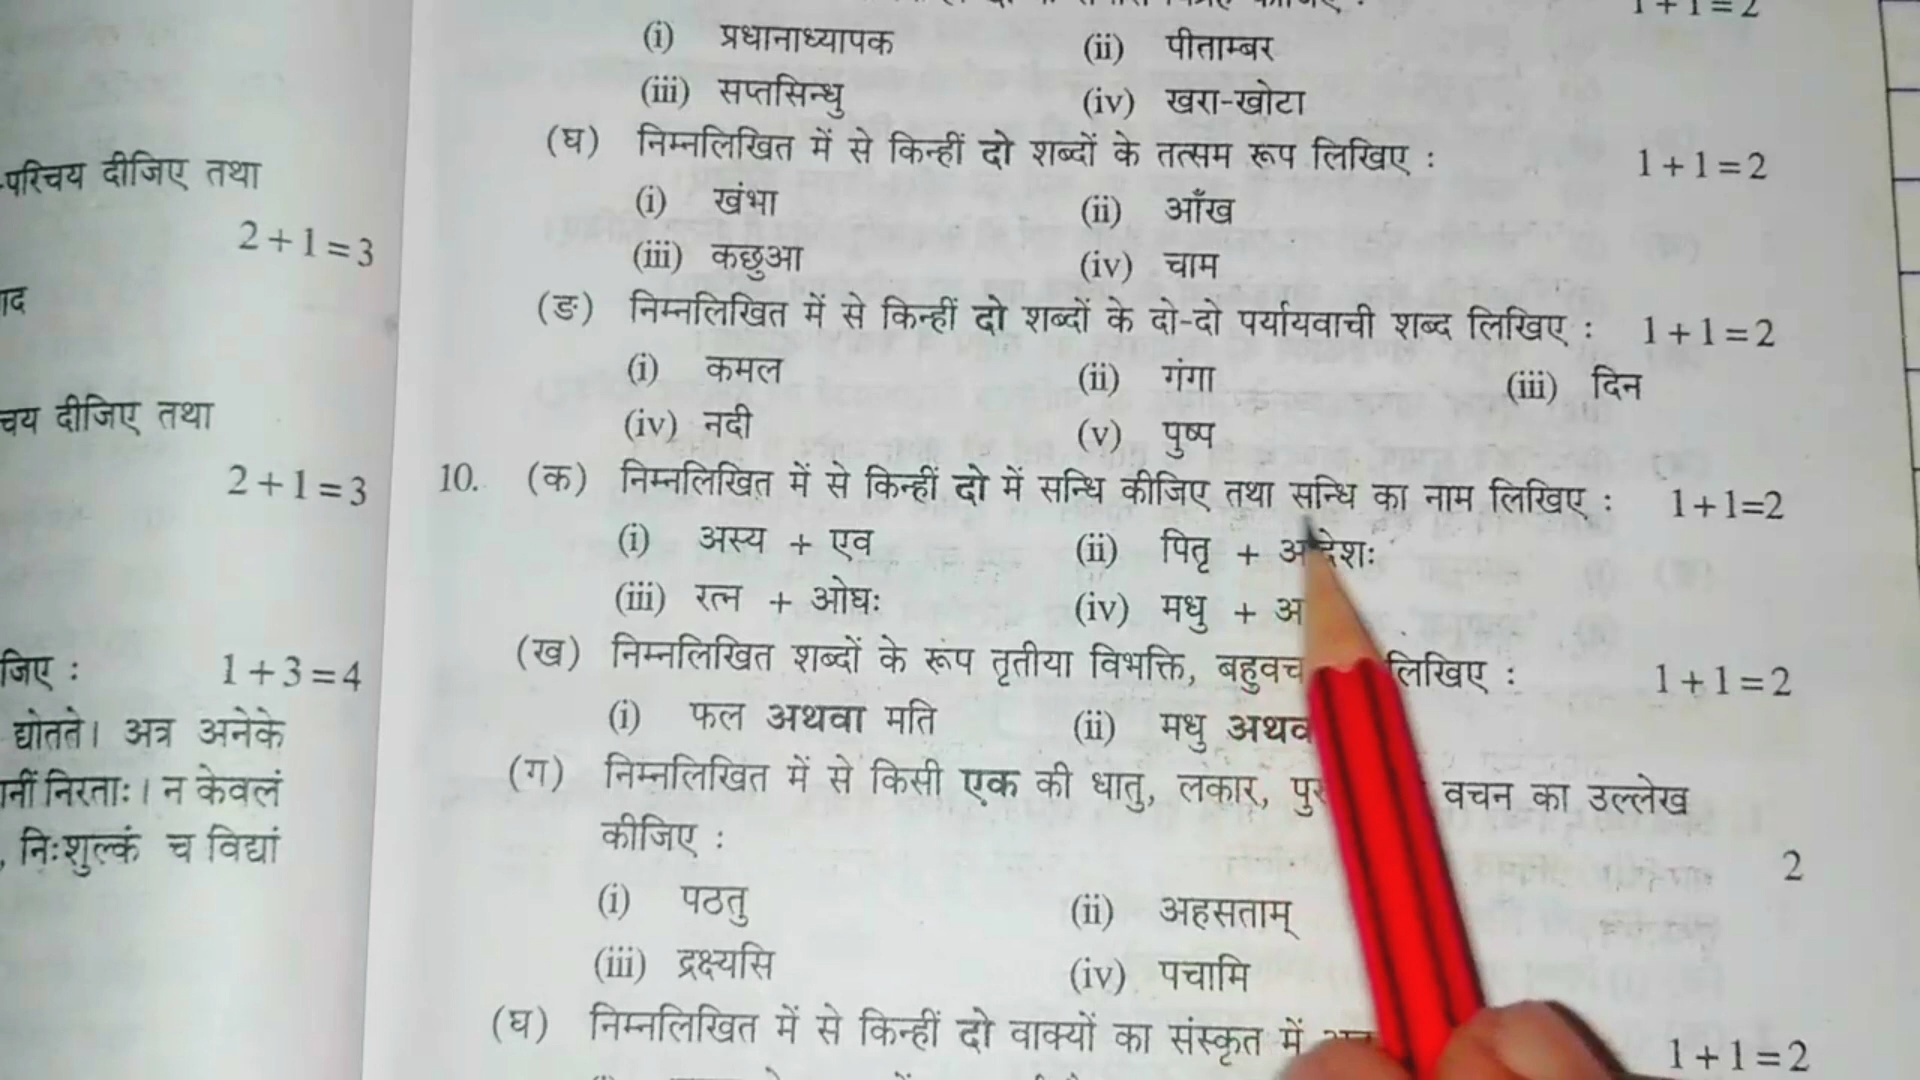 परिचय दीजिए तथा
2 + 1 = 3
चय दीजिए तथा
2 + 1 = 3
जिए : 1 + 3 = 4
द्योतते। अत्र अनेके
निरताः। न केवलं
, निःशुल्कं च विद्यां
1 + 1 = 2
(i) प्रधानाध्यापक (ii) पीताम्बर
(iii) सप्तसिन्धु (iv) खरा-खोटा
(घ) निम्नलिखित में से किन्हीं दो शब्दों के तत्सम रूप लिखिए : 1 + 1 = 2
(i) खंभा (ii) आँख
(iii) कछुआ (iv) चाम
(ङ) निम्नलिखित में से किन्हीं दो शब्दों के दो-दो पर्यायवाची शब्द लिखिए : 1 + 1 = 2
(i) कमल (ii) गंगा (iii) दिन
(iv) नदी (v) पुष्प
10. (क) निम्नलिखित में से किन्हीं दो में सन्धि कीजिए तथा सन्धि का नाम लिखिए : 1+1=2
(i) अस्य + एव (ii) पितृ +
(iii) रत्न + ओघः (iv) मधु + अ
(ख) निम्नलिखित शब्दों के रूप तृतीया विभक्ति, बहुवच लिखिए : 1 + 1 = 2
(i) फल अथवा मति (ii) मधु अथव
(ग) निम्नलिखित में से किसी एक की धातु, लकार, पु वचन का उल्लेख
कीजिए : 2
(i) पठतु (ii) अहसताम्
(iii) द्रक्ष्यसि (iv) पचामि
(घ) निम्नलिखित में से किन्हीं दो वाक्यों का संस्कृत में 1 + 1 = 2